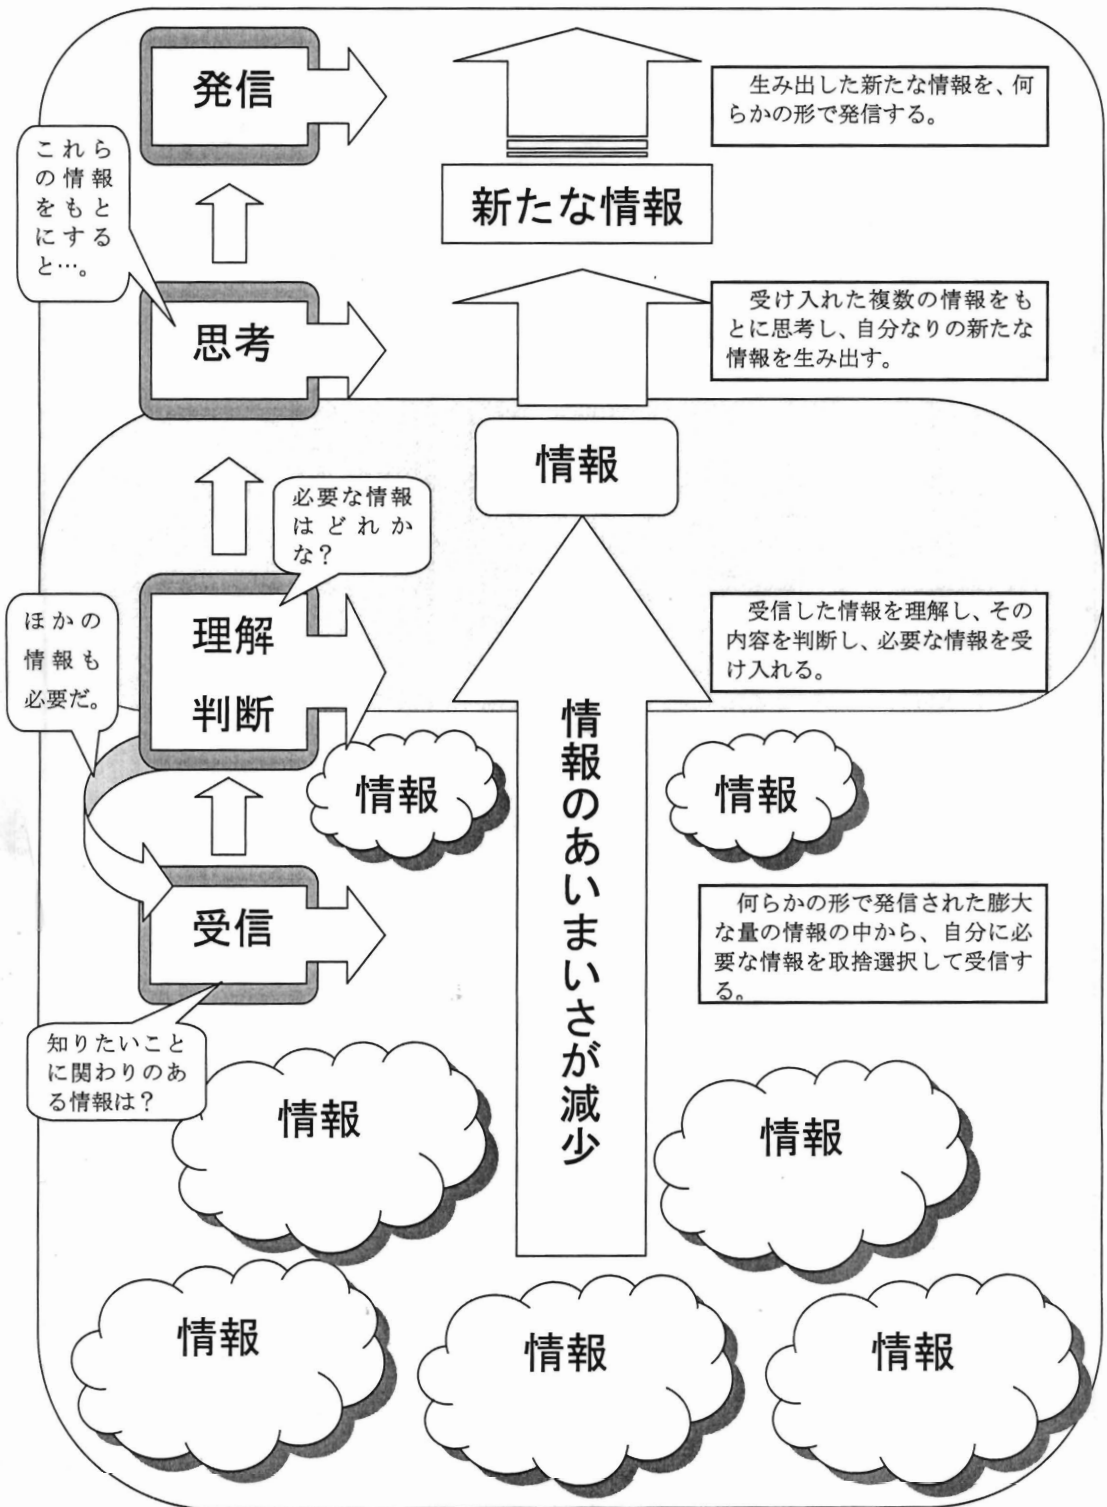 発信
生み出した新たな情報を、何
らかの形で発信する。
これら
の情報
をもと
にする
と…。
新たな情報
思考
受け入れた複数の情報をも
とに思考し、自分なりの新たな
情報を生み出す。
情報
必要な情報
はどれか
な？
理解
判断
受信した情報を理解し、その
内容を判断し、必要な情報を受
け入れる。
ほかの
情報も
必要だ。
情報のあいまいさが減少
情報
情報
受信
何らかの形で発信された膨大
な量の情報の中から、自分に必
要な情報を取捨選択して受信す
る。
知りたいこと
に関わりのあ
る情報は？
情報
情報
情報
情報
情報